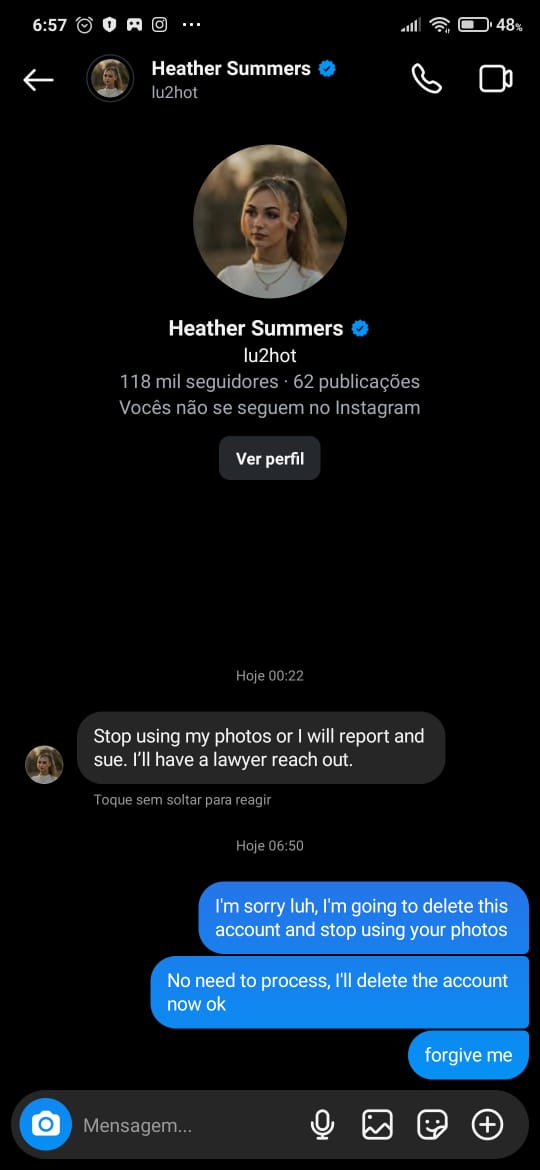 6:57 48%
Heather Summers
lu2hot
Heather Summers
lu2hot
118 mil seguidores · 62 publicações
Vocês não se seguem no Instagram
Ver perfil
Hoje 00:22
Stop using my photos or I will report and
sue. I’ll have a lawyer reach out.
Toque sem soltar para reagir
Hoje 06:50
I'm sorry luh, I'm going to delete this
account and stop using your photos
No need to process, I'll delete the account
now ok
forgive me
Mensagem...